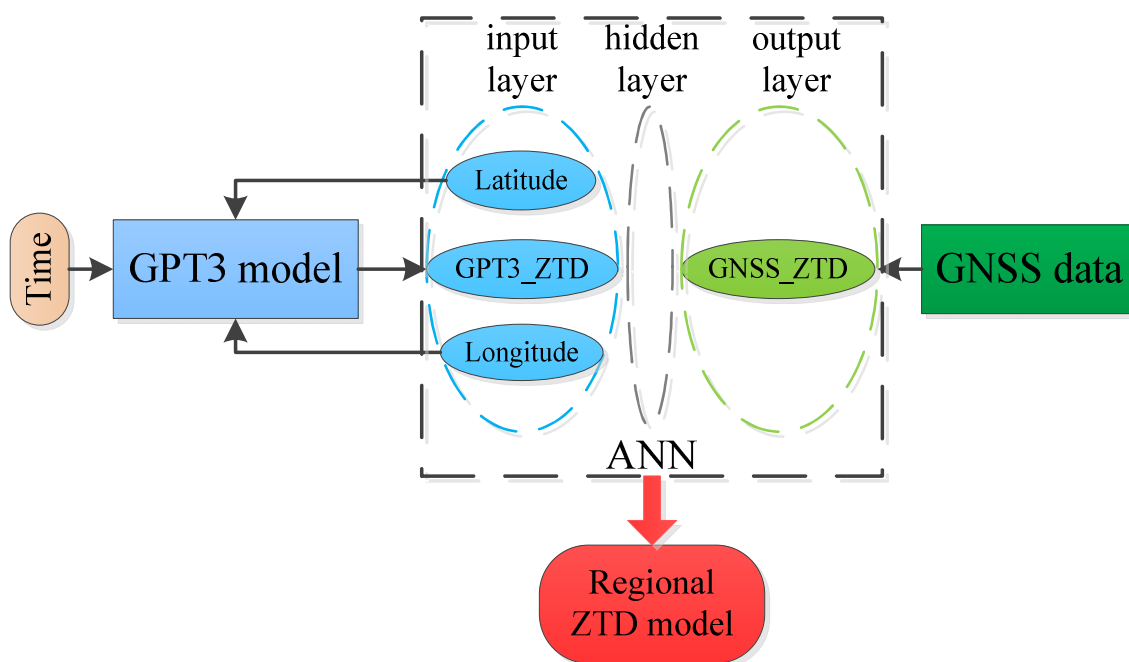 input
layer
hidden
layer
output
layer
Latitude
Time
GPT3 model
GPT3_ZTD
GNSS_ZTD
GNSS data
Longitude
ANN
Regional
ZTD model